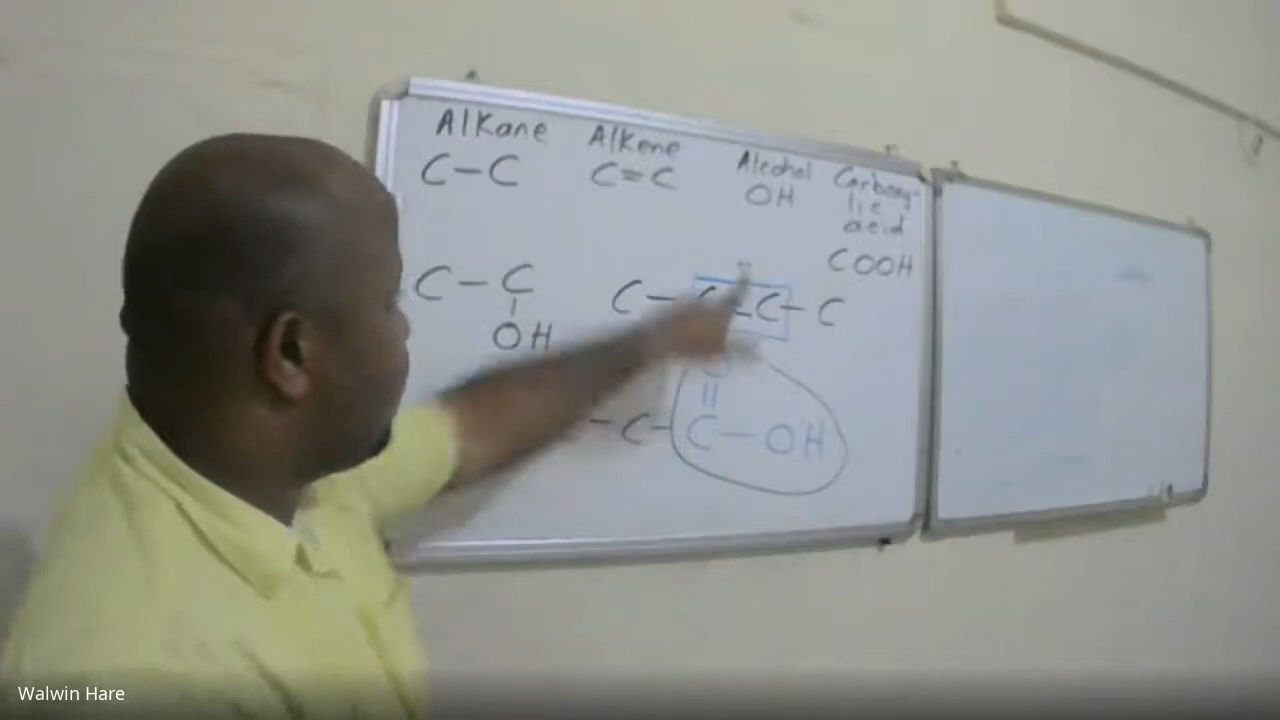 Alkane Alkene Alcohol Carboxy-
lic
acid
C-C C=C OH COOH
C-C C- C-C
OH
-C-C-OH
Walwin Hare